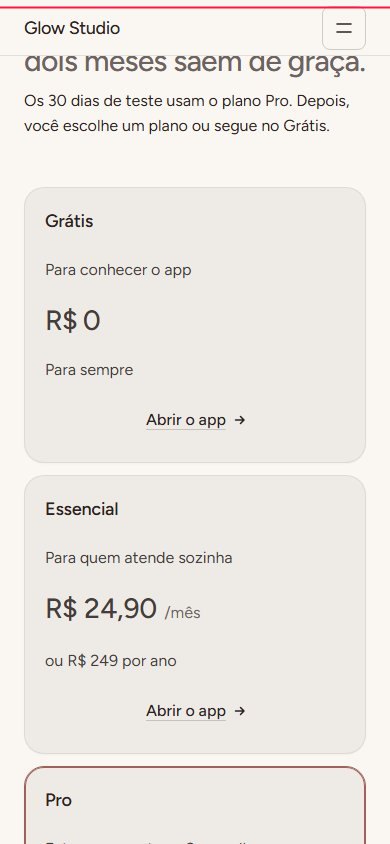 Glow Studio
dois meses saem de graça.
Os 30 dias de teste usam o plano Pro. Depois,
você escolhe um plano ou segue no Grátis.
Grátis
Para conhecer o app
R$ 0
Para sempre
Abrir o app →
Essencial
Para quem atende sozinha
R$ 24,90 /mês
ou R$ 249 por ano
Abrir o app →
Pro